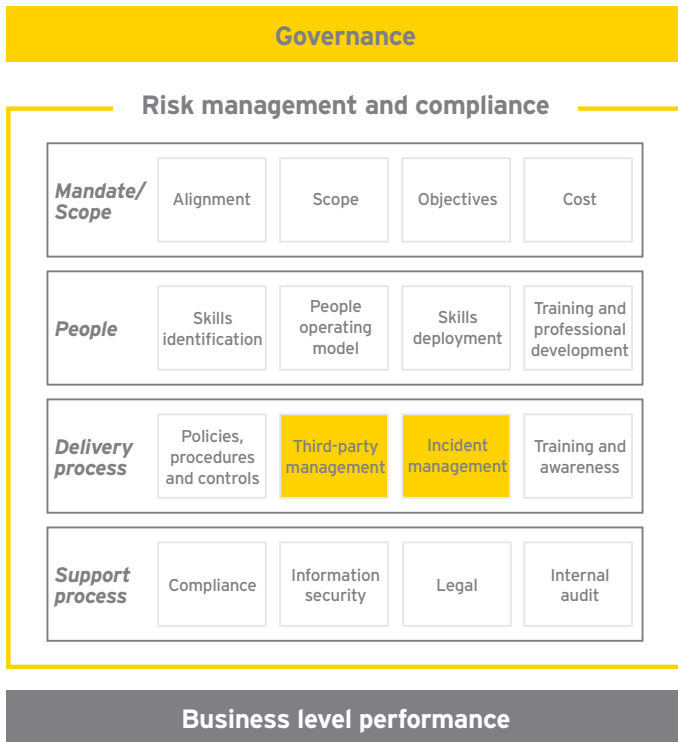 Governance
Risk management and compliance
Mandate/
Scope
Alignment
Scope
Objectives
Cost
People
Skills
identification
People
operating
model
Skills
deployment
Training and
professional
development
Delivery
process
Policies,
procedures
and controls
Third-party
management
Incident
management
Training and
awareness
Support
process
Compliance
Information
security
Legal
Internal
audit
Business level performance